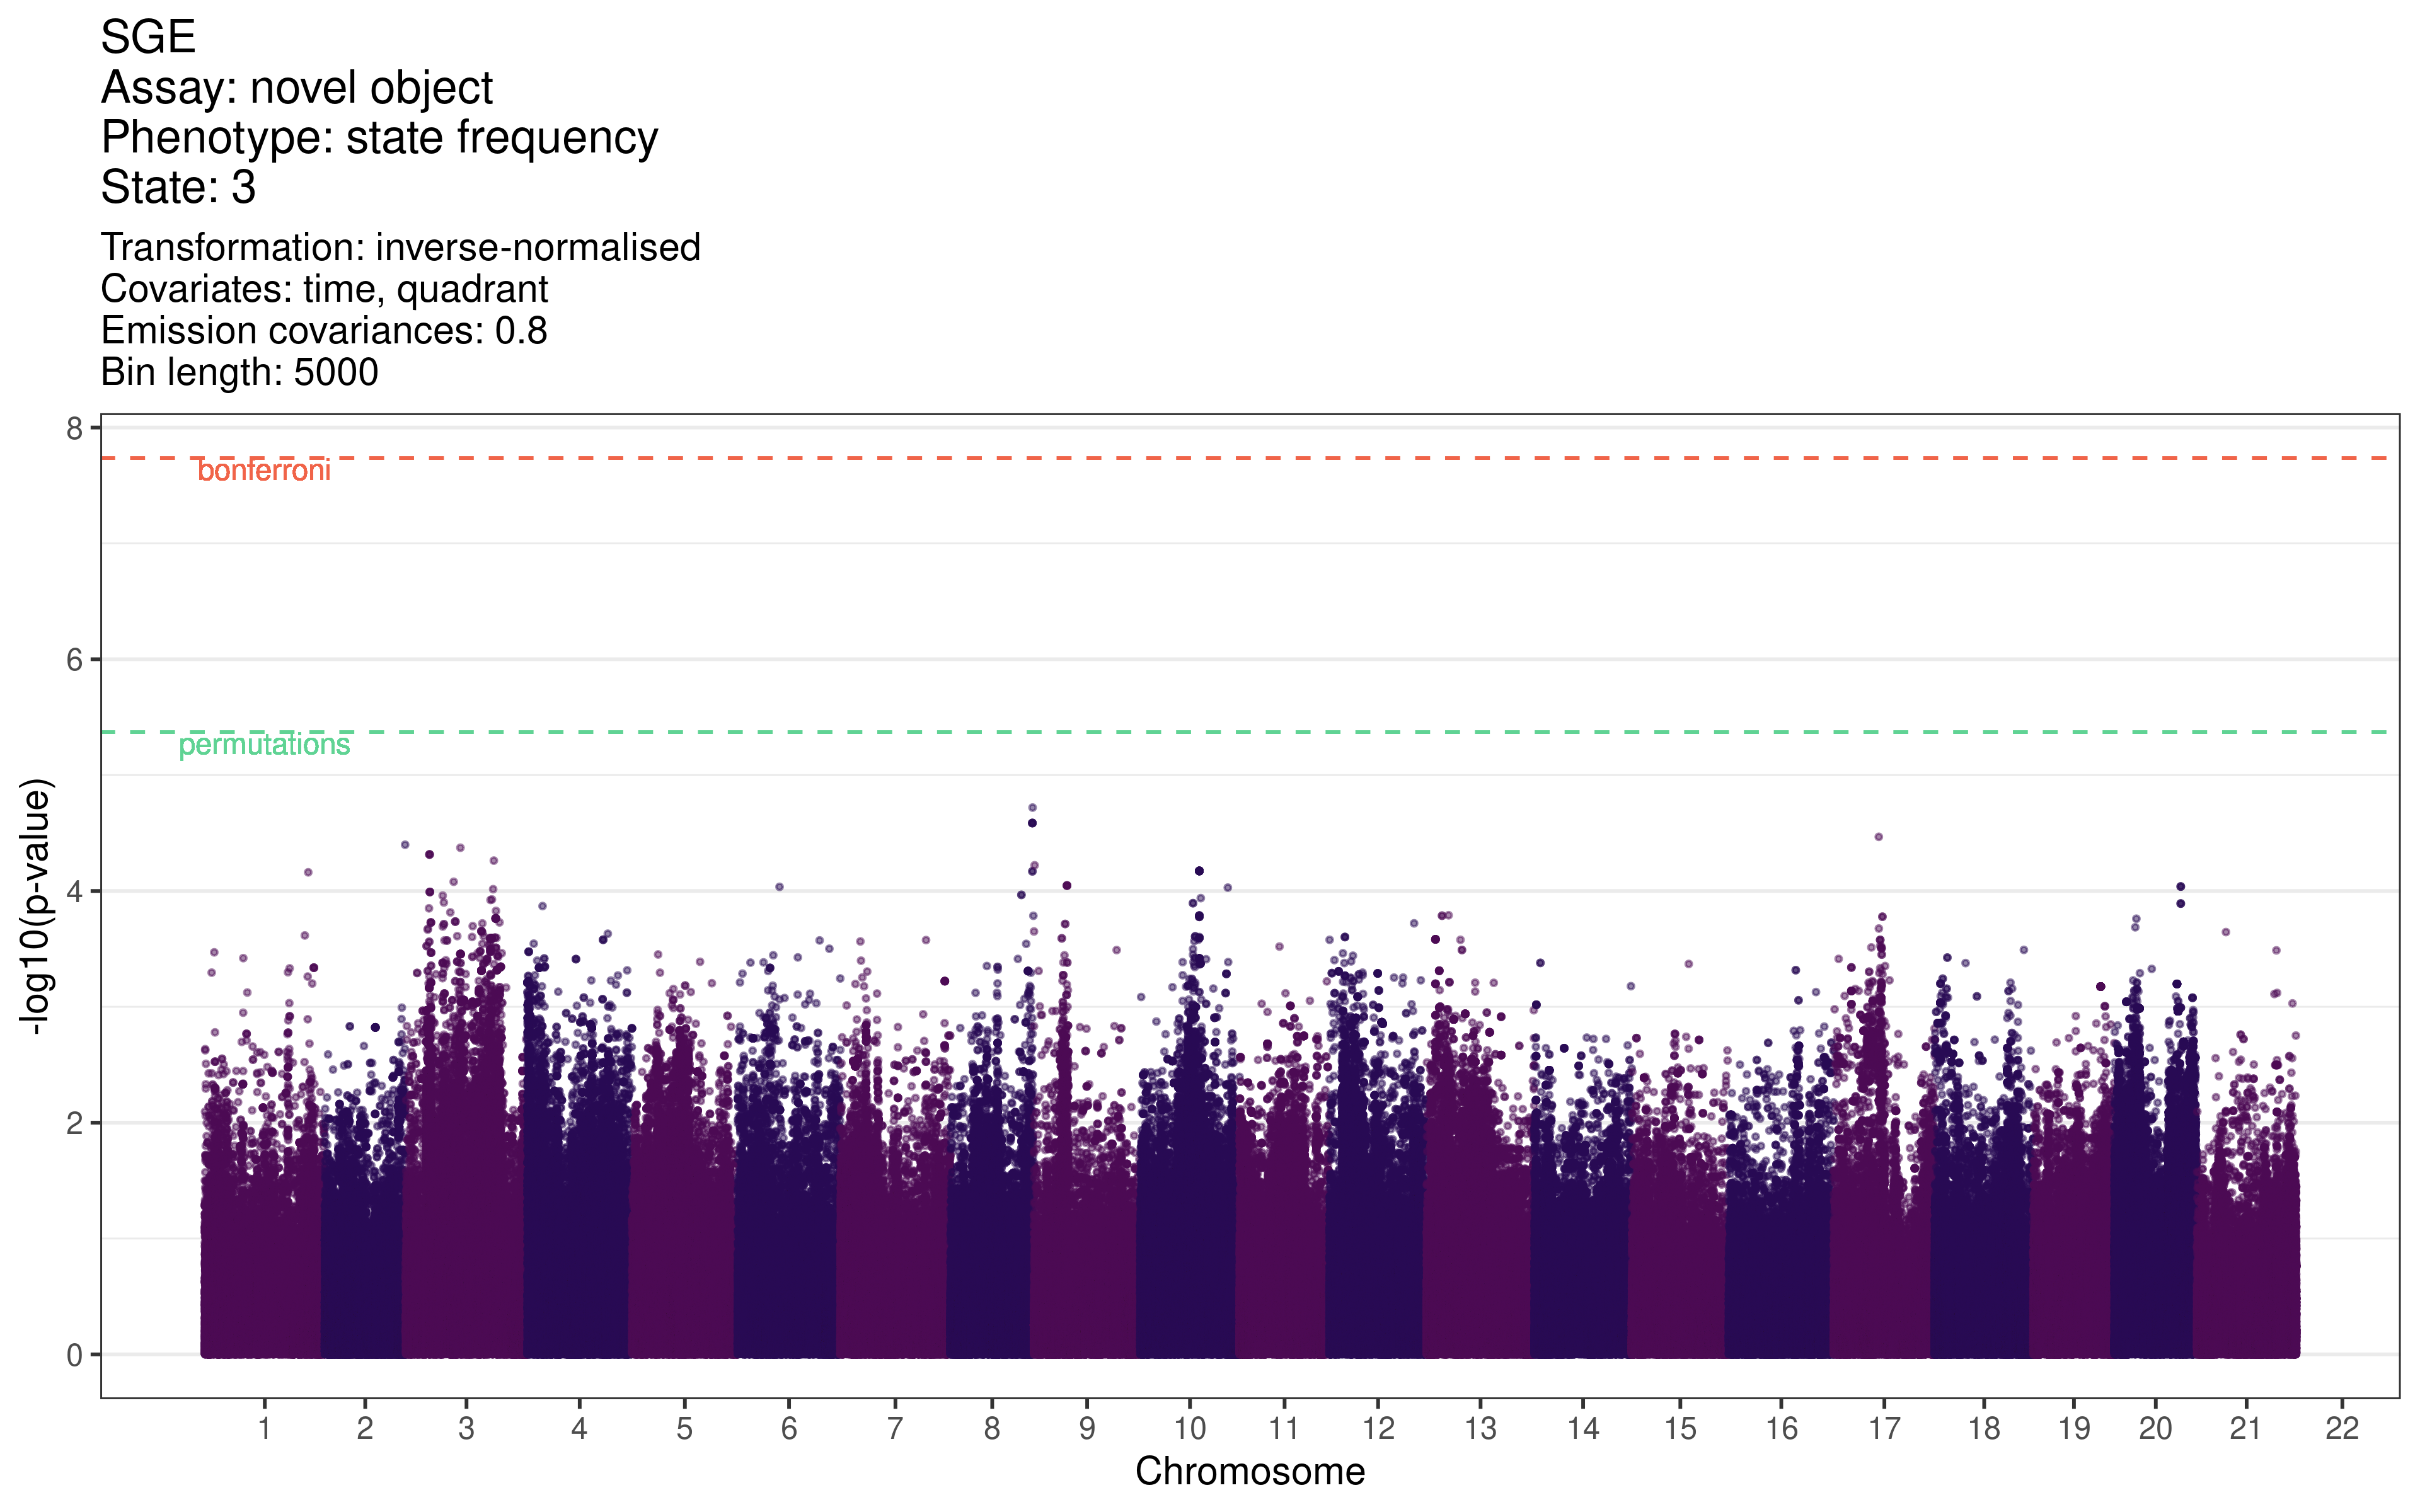 SGE
Assay: novel object
Phenotype: state frequency
State: 3
Transformation: inverse-normalised
Covariates: time, quadrant
Emission covariances: 0.8
Bin length: 5000
8
bonferroni
6
permutations
4
2
0
-log10(p-value)
1 2 3 4 5 6 7 8 9 10 11 12 13 14 15 16 17 18 19 20 21 22
Chromosome